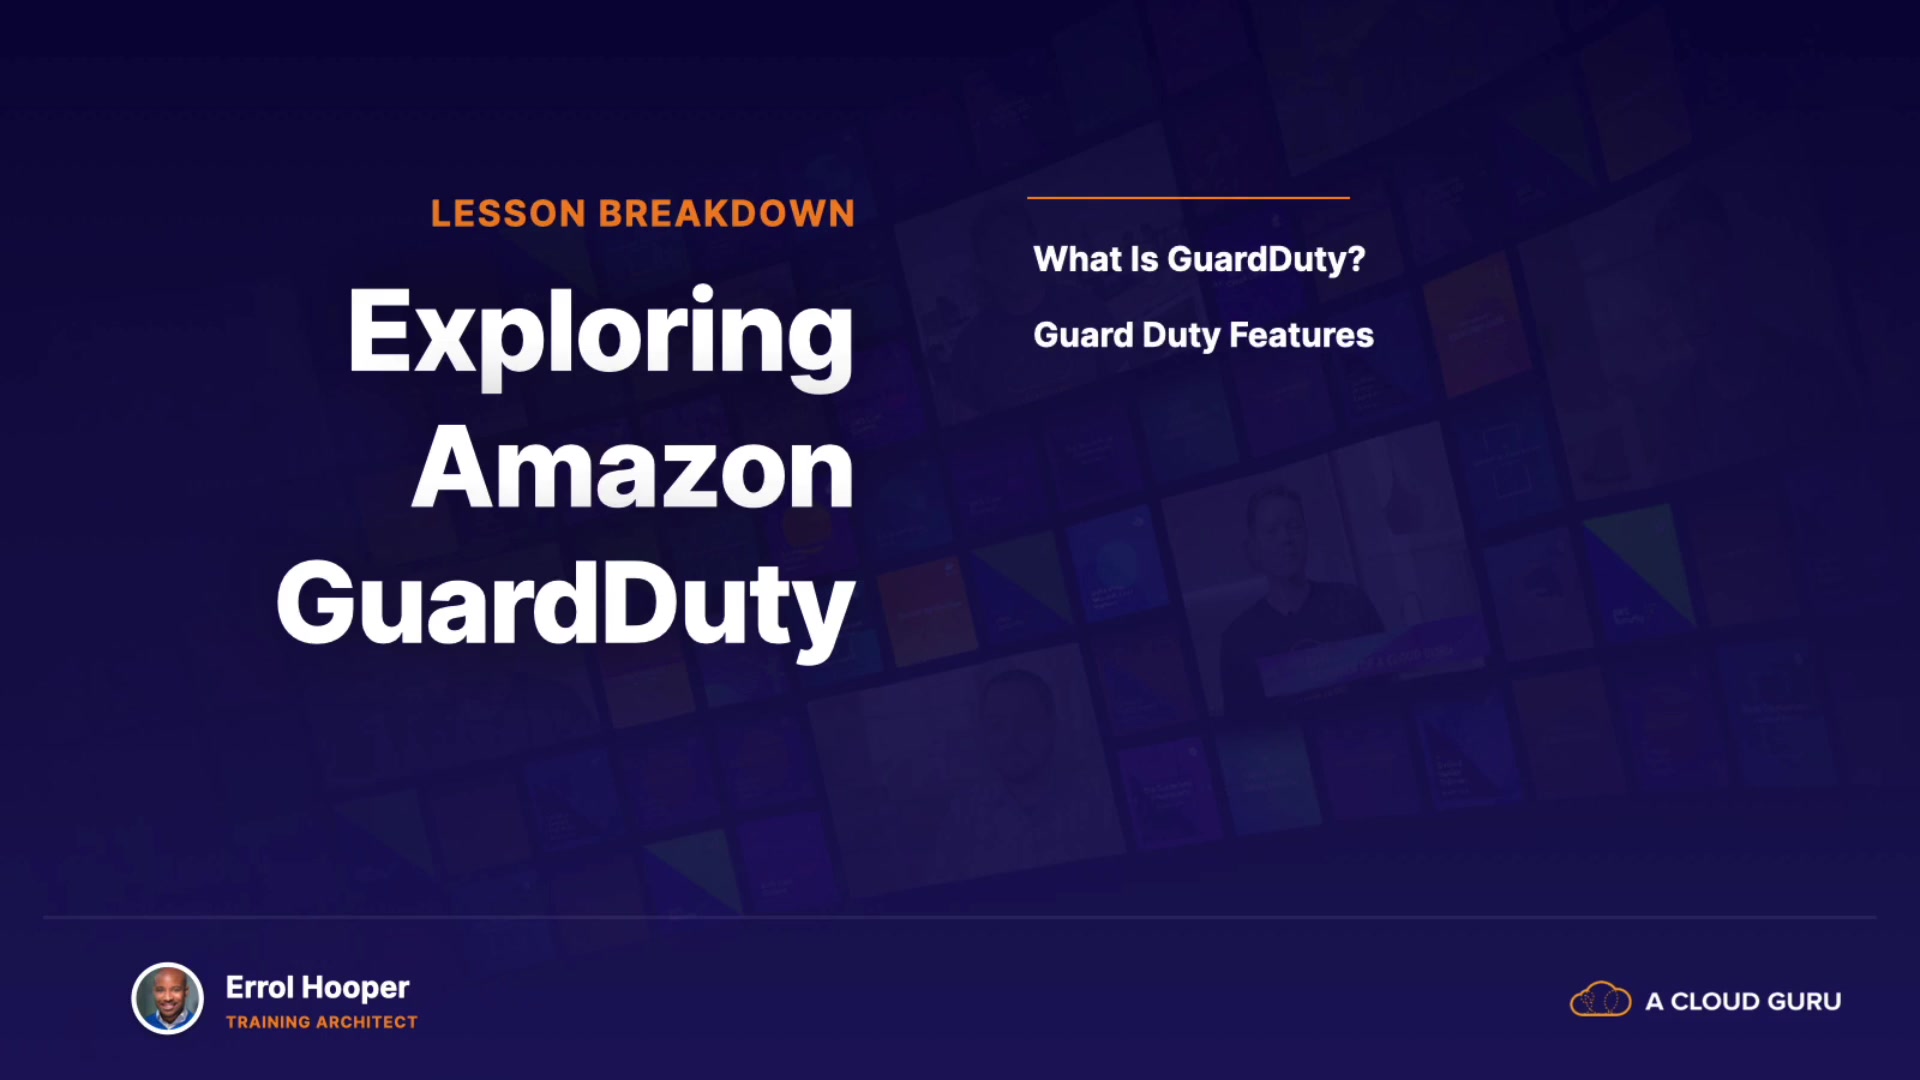 LESSON BREAKDOWN
Exploring
Amazon
GuardDuty
What Is GuardDuty?
Guard Duty Features
Errol Hooper
TRAINING ARCHITECT
A CLOUD GURU